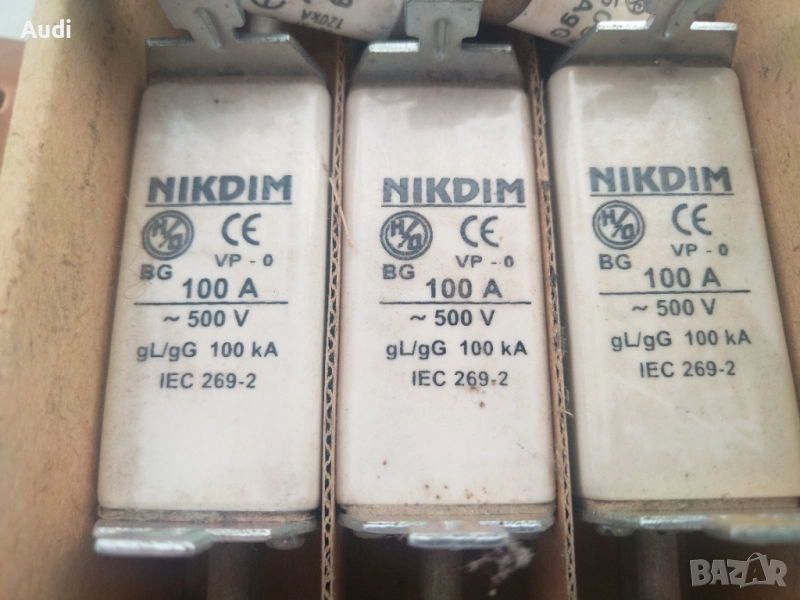 Audi
120kA
NIKDIM
H/D
CE
BG
VP - 0
100 A
~ 500 V
gL/gG 100 kA
IEC 269-2
NIKDIM
H/D
CE
BG
VP - 0
100 A
~ 500 V
gL/gG 100 kA
IEC 269-2
NIKDIM
H/D
CE
BG
VP - 0
100 A
~ 500 V
gL/gG 100 kA
IEC 269-2
BAZAR